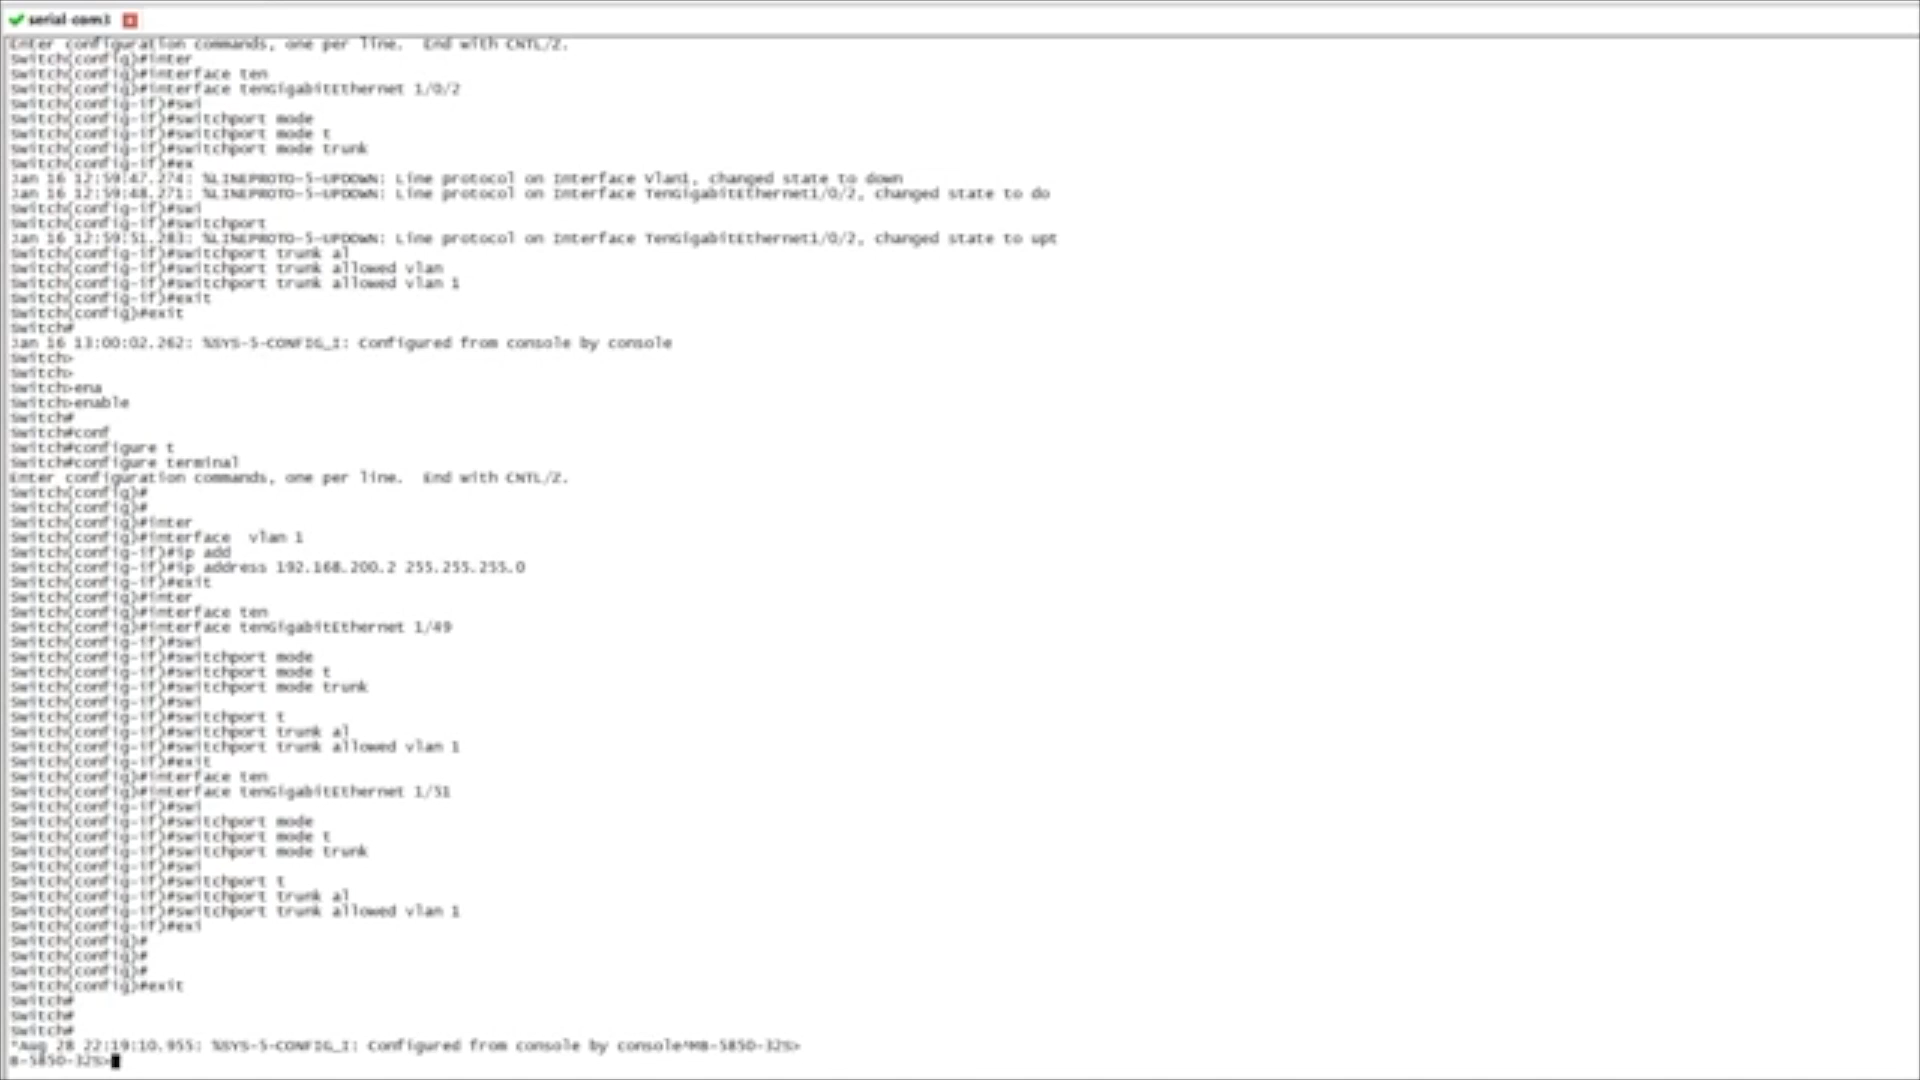 serial-com3
Enter configuration commands, one per line.  End with CNTL/Z.
Switch(config)#inter
Switch(config)#interface ten
Switch(config)#interface tenGigabitEthernet 1/0/2
Switch(config-if)#swi
Switch(config-if)#switchport mode
Switch(config-if)#switchport mode t
Switch(config-if)#switchport mode trunk
Switch(config-if)#ex
Jan 16 12:59:47.274: %LINEPROTO-5-UPDOWN: Line protocol on Interface Vlan1, changed state to down
Jan 16 12:59:48.271: %LINEPROTO-5-UPDOWN: Line protocol on Interface TenGigabitEthernet1/0/2, changed state to do
Switch(config-if)#swi
Switch(config-if)#switchport
Jan 16 12:59:51.283: %LINEPROTO-5-UPDOWN: Line protocol on Interface TenGigabitEthernet1/0/2, changed state to upt
Switch(config-if)#switchport trunk al
Switch(config-if)#switchport trunk allowed vlan
Switch(config-if)#switchport trunk allowed vlan 1
Switch(config-if)#exit
Switch(config)#exit
Switch#
Jan 16 13:00:02.262: %SYS-5-CONFIG_I: Configured from console by console
Switch>
Switch>
Switch>ena
Switch>enable
Switch#
Switch#conf
Switch#configure t
Switch#configure terminal
Enter configuration commands, one per line.  End with CNTL/Z.
Switch(config)#
Switch(config)#
Switch(config)#inter
Switch(config)#interface  vlan 1
Switch(config-if)#ip add
Switch(config-if)#ip address 192.168.200.2 255.255.255.0
Switch(config-if)#exit
Switch(config)#inter
Switch(config)#interface ten
Switch(config)#interface tenGigabitEthernet 1/49
Switch(config-if)#swi
Switch(config-if)#switchport mode
Switch(config-if)#switchport mode t
Switch(config-if)#switchport mode trunk
Switch(config-if)#swi
Switch(config-if)#switchport t
Switch(config-if)#switchport trunk al
Switch(config-if)#switchport trunk allowed vlan 1
Switch(config-if)#exit
Switch(config)#interface ten
Switch(config)#interface tenGigabitEthernet 1/51
Switch(config-if)#swi
Switch(config-if)#switchport mode
Switch(config-if)#switchport mode t
Switch(config-if)#switchport mode trunk
Switch(config-if)#swi
Switch(config-if)#switchport t
Switch(config-if)#switchport trunk al
Switch(config-if)#switchport trunk allowed vlan 1
Switch(config-if)#exi
Switch(config)#
Switch(config)#
Switch(config)#
Switch(config)#exit
Switch#
Switch#
Switch#
*Aug 28 22:19:10.955: %SYS-5-CONFIG_I: Configured from console by console^MB-5850-32S>
B-5850-32S>